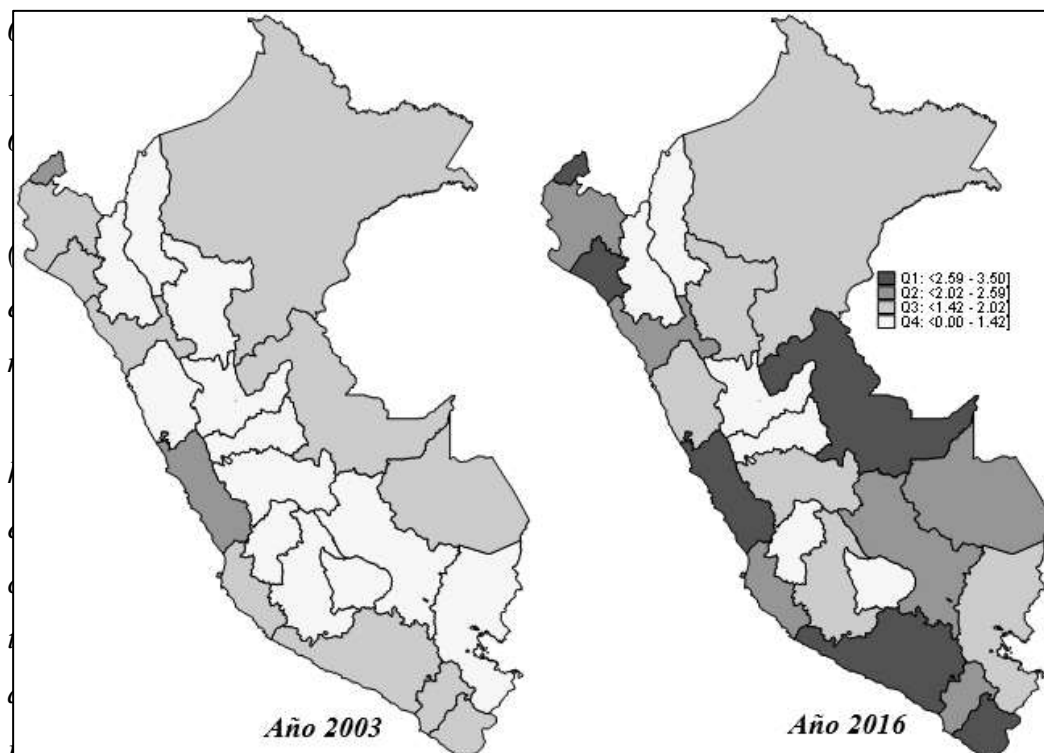 Q1: <2.59 - 3.50]
Q2: <2.02 - 2.59]
Q3: <1.42 - 2.02]
Q4: <0.00 - 1.42]
Año 2003
Año 2016